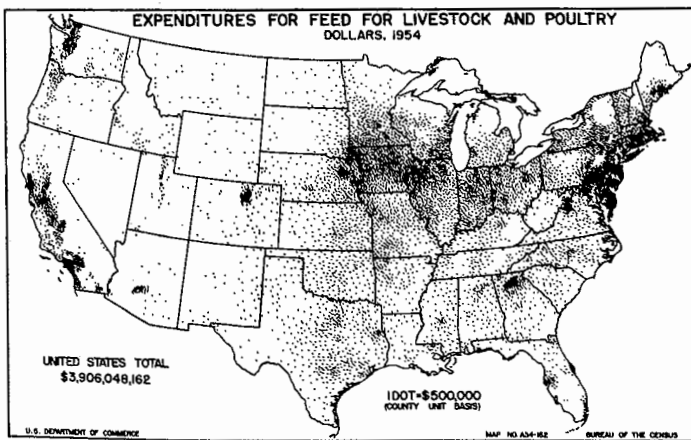 EXPENDITURES FOR FEED FOR LIVESTOCK AND POULTRY
DOLLARS, 1954
UNITED STATES TOTAL
$3,906,048,162
1 DOT=$500,000
(COUNTY UNIT BASIS)
U.S. DEPARTMENT OF COMMERCE
MAP NO. A54-162
BUREAU OF THE CENSUS